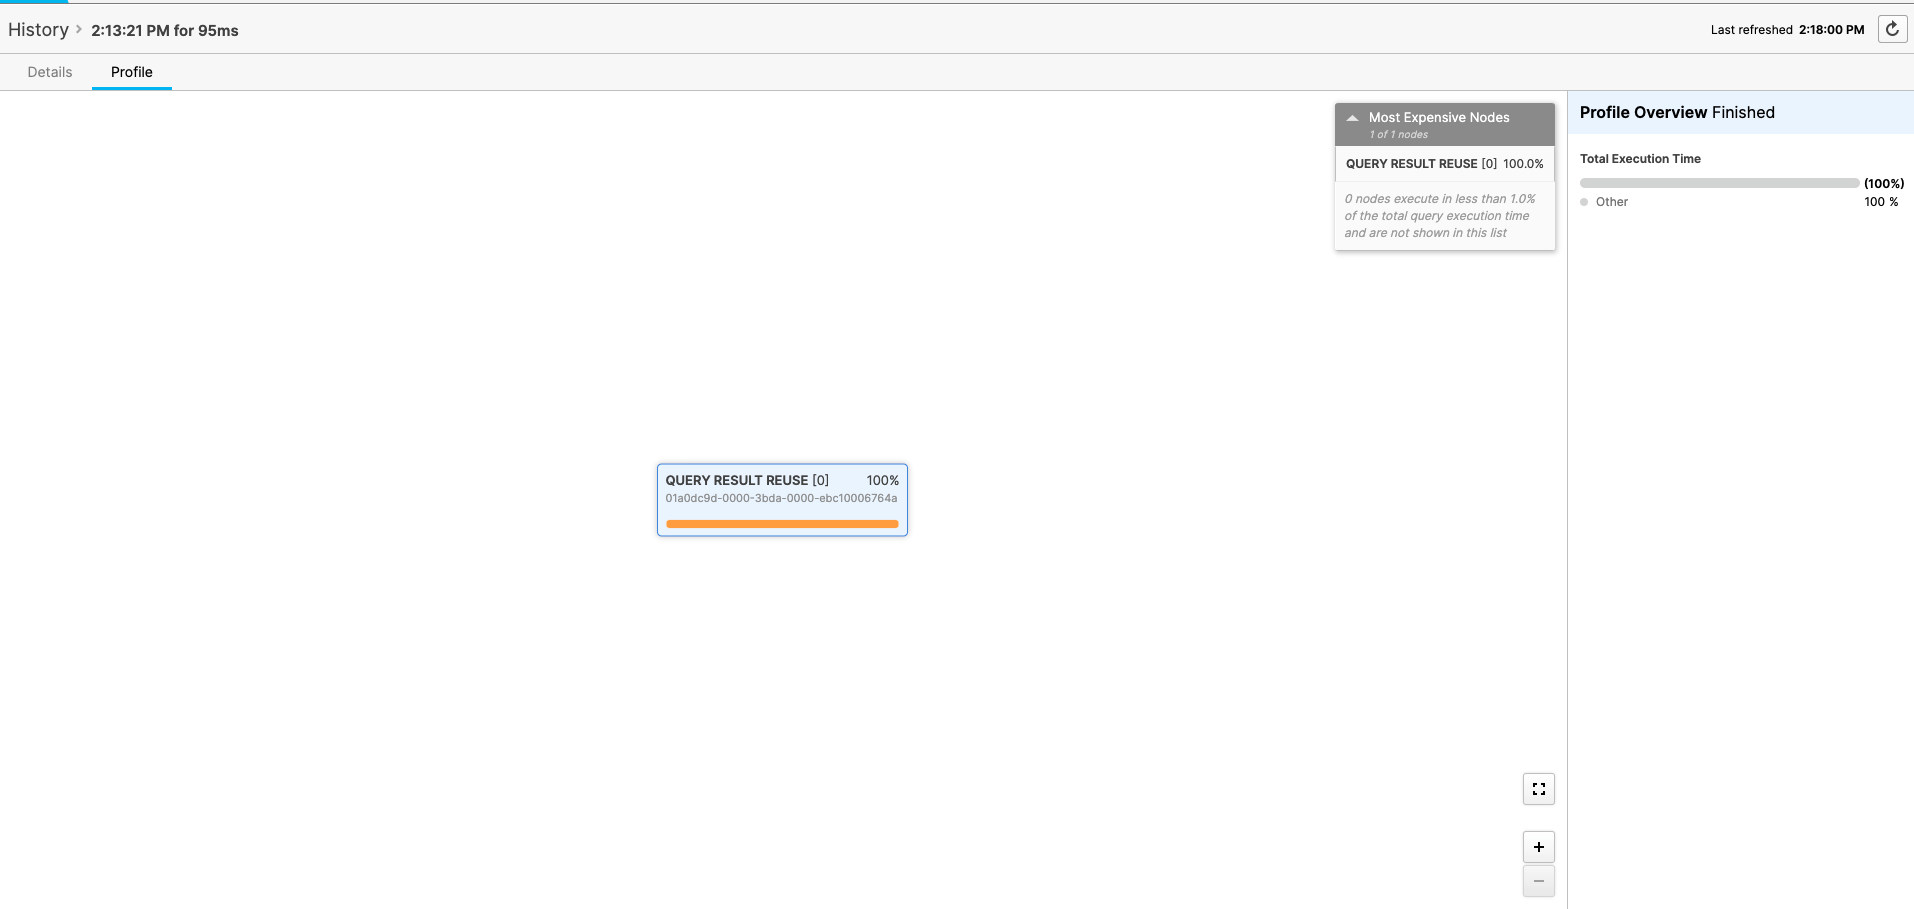 History > 2:13:21 PM for 95ms
Last refreshed 2:18:00 PM
Details Profile
Most Expensive Nodes
1 of 1 nodes
QUERY RESULT REUSE [0] 100.0%
0 nodes execute in less than 1.0%
of the total query execution time
and are not shown in this list
Profile Overview Finished
Total Execution Time
(100%)
Other 100 %
QUERY RESULT REUSE [0] 100%
01a0dc9d-0000-3bda-0000-ebc10006764a
+
−